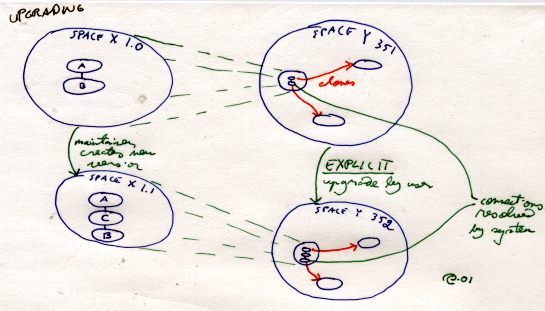 UPGRADING
SPACE X 1.0
A
B
SPACE Y 351
clones
maintainer
creates new
version
EXPLICIT
upgrade by user
SPACE X 1.1
A
C
B
SPACE Y 352
connections
resolved
by system